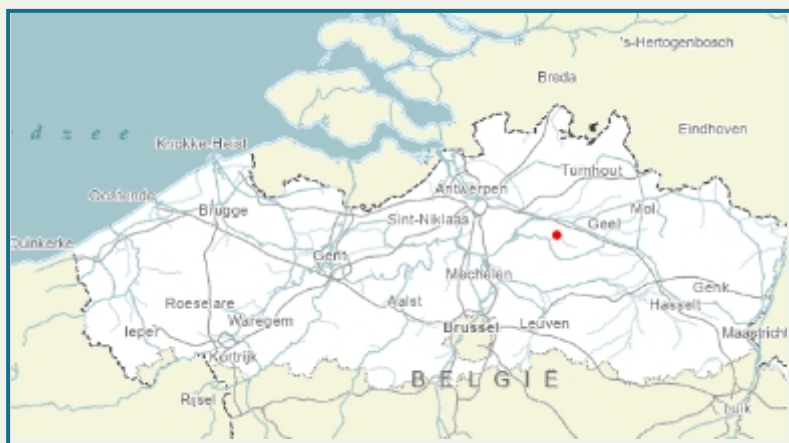 's-Hertogenbosch
Breda
dzee
Eindhoven
Knokke-Heist
Turnhout
Antwerpen
Oostende
Mol
Brugge
Sint-Niklaas
Geel
Duinkerke
Gent
Mechelen
Genk
Roeselare
Aalst
Hasselt
Ieper
Waregem
Brussel
Leuven
Maastricht
Kortrijk
BELGIË
Rijsel
Luik